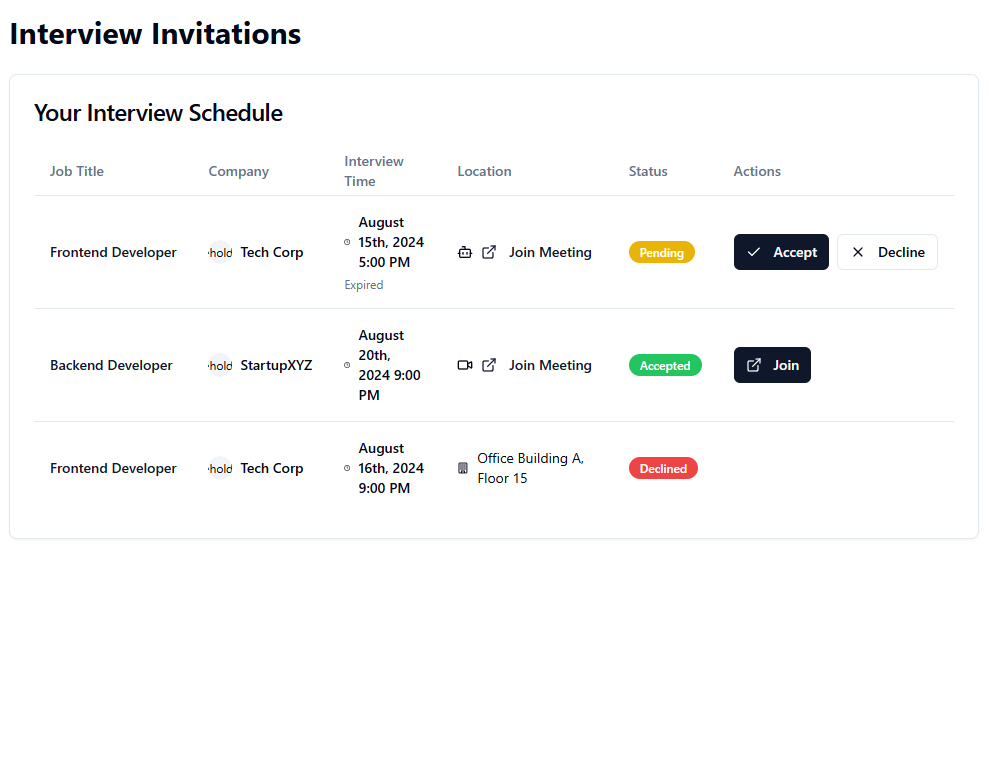 Interview Invitations
Your Interview Schedule
Job Title
Company
Interview
Time
Location
Status
Actions
Frontend Developer
hold
Tech Corp
August
15th, 2024
5:00 PM
Expired
Join Meeting
Pending
Accept
Decline
Backend Developer
hold
StartupXYZ
August
20th,
2024 9:00
PM
Join Meeting
Accepted
Join
Frontend Developer
hold
Tech Corp
August
16th, 2024
9:00 PM
Office Building A,
Floor 15
Declined